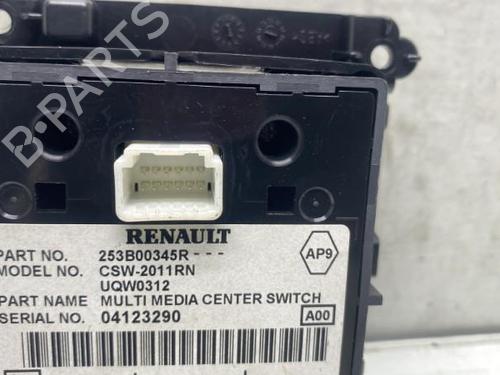 B-PARTS
RENAULT
PART NO. 253B00345R---
MODEL NO. CSW-2011RN
UQW0312
PART NAME MULTI MEDIA CENTER SWITCH
SERIAL NO. 04123290
AP9
A00